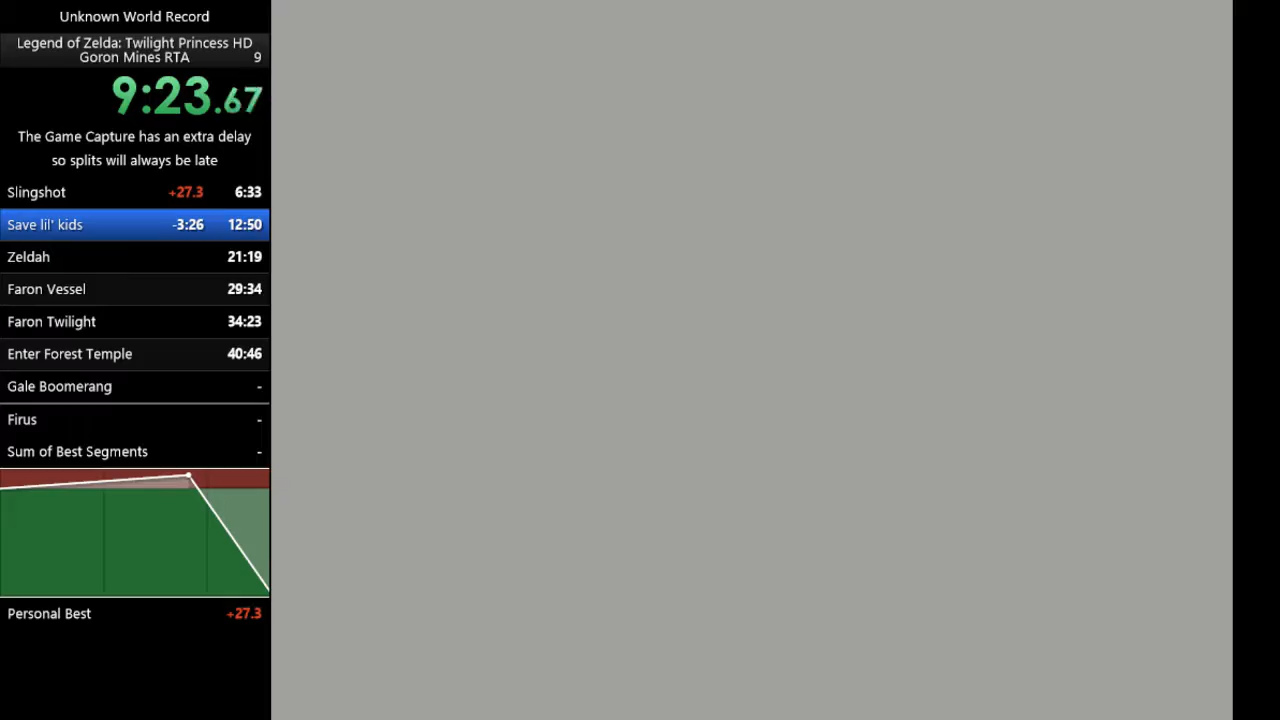 Unknown World Record
Legend of Zelda: Twilight Princess HD
Goron Mines RTA 9
9:23.67
The Game Capture has an extra delay
so splits will always be late
Slingshot +27.3 6:33
Save lil' kids -3:26 12:50
Zeldah 21:19
Faron Vessel 29:34
Faron Twilight 34:23
Enter Forest Temple 40:46
Gale Boomerang -
Firus -
Sum of Best Segments -
Personal Best +27.3